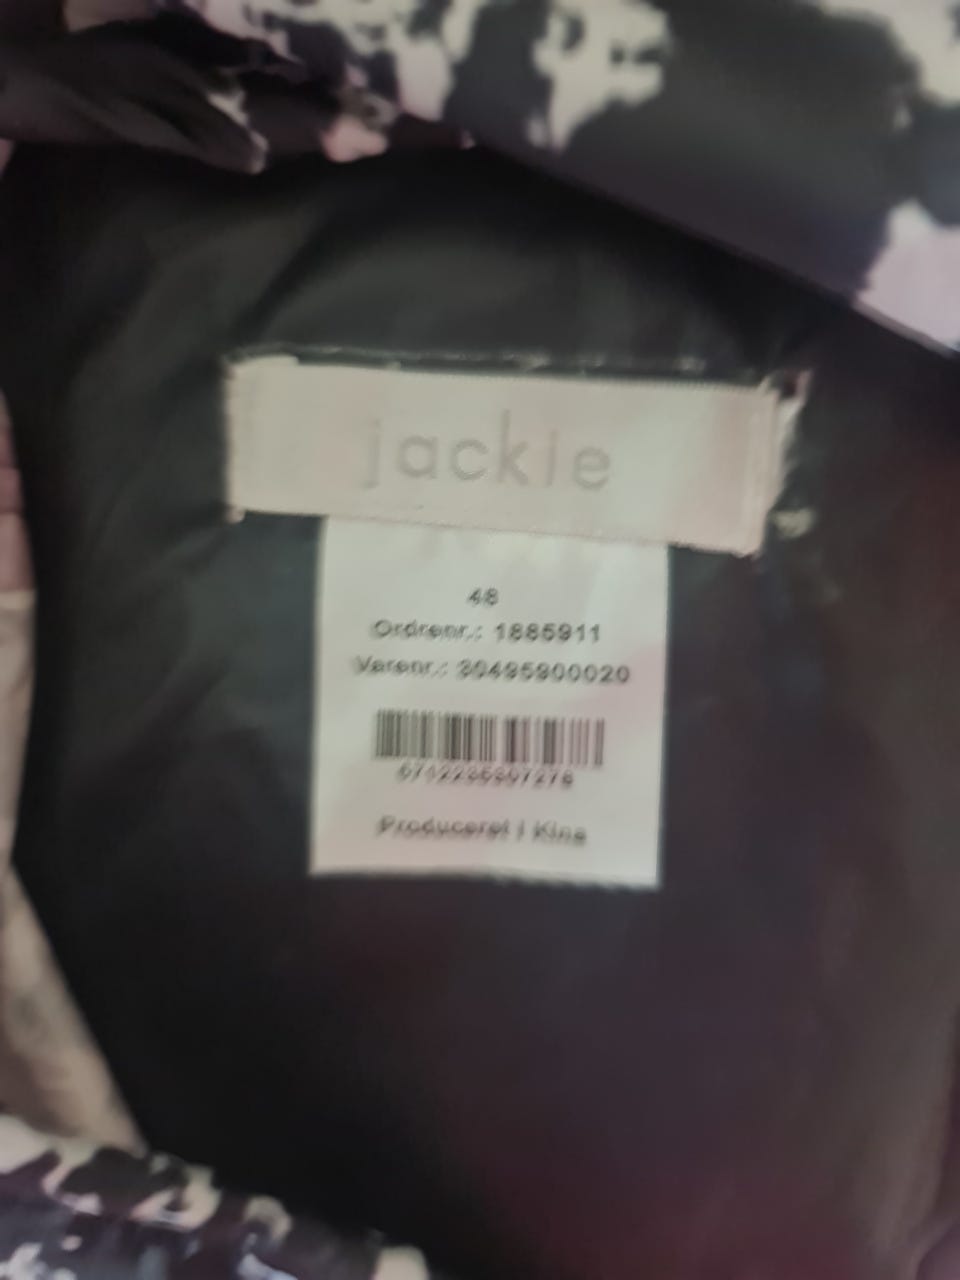 jackie
48
Ordrenr.: 1885911
Varenr.: 30495900020
Produceret i Kina